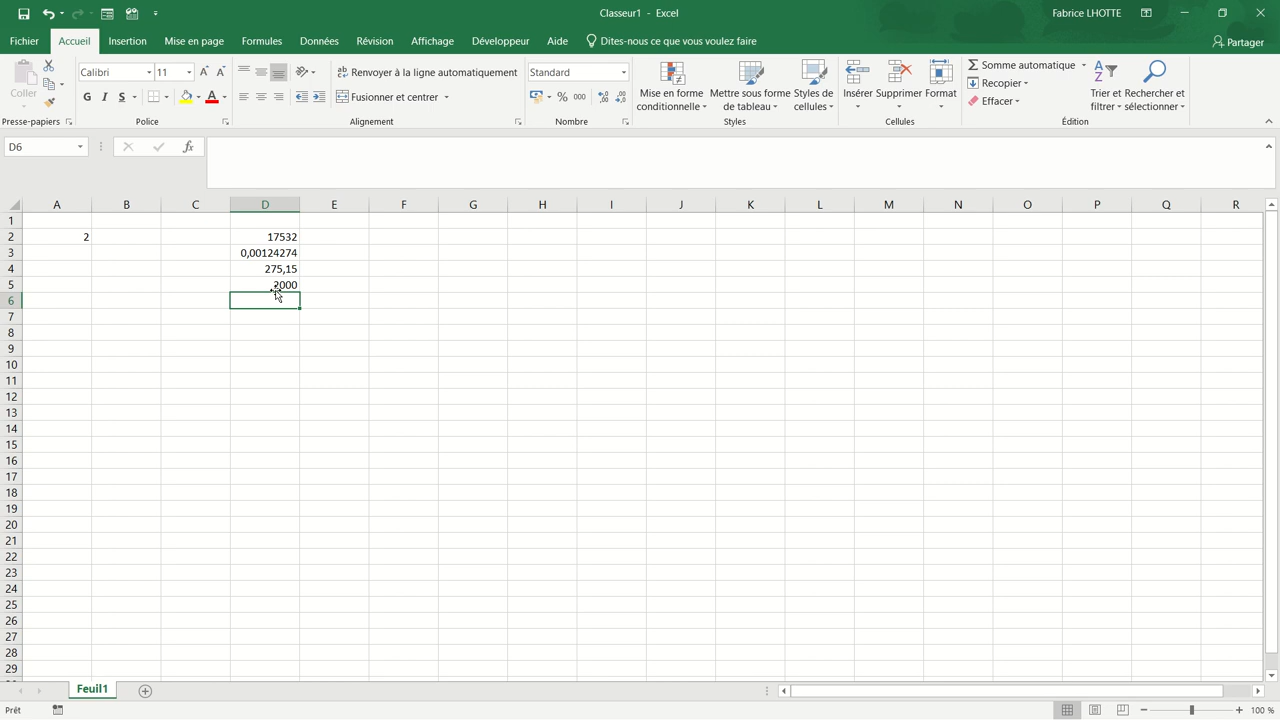 Classeur1 - Excel
Fabrice LHOTTE
Fichier Accueil Insertion Mise en page Formules Données Révision Affichage Développeur Aide Dites-nous ce que vous voulez faire Partager
Coller
Calibri 11
Renvoyer à la ligne automatiquement
Standard
G I S
Fusionner et centrer
% 000
Mise en forme conditionnelle
Mettre sous forme de tableau
Styles de cellules
Insérer Supprimer Format
Somme automatique
Recopier
Effacer
Trier et filtrer
Rechercher et sélectionner
Presse-papiers Police Alignement Nombre Styles Cellules Édition
D6 fx
A B C D E F G H I J K L M N O P Q R
1
2 2 17532
3 0,00124274
4 275,15
5 2000
6
7
8
9
10
11
12
13
14
15
16
17
18
19
20
21
22
23
24
25
26
27
28
29
Feuil1
Prêt 100 %